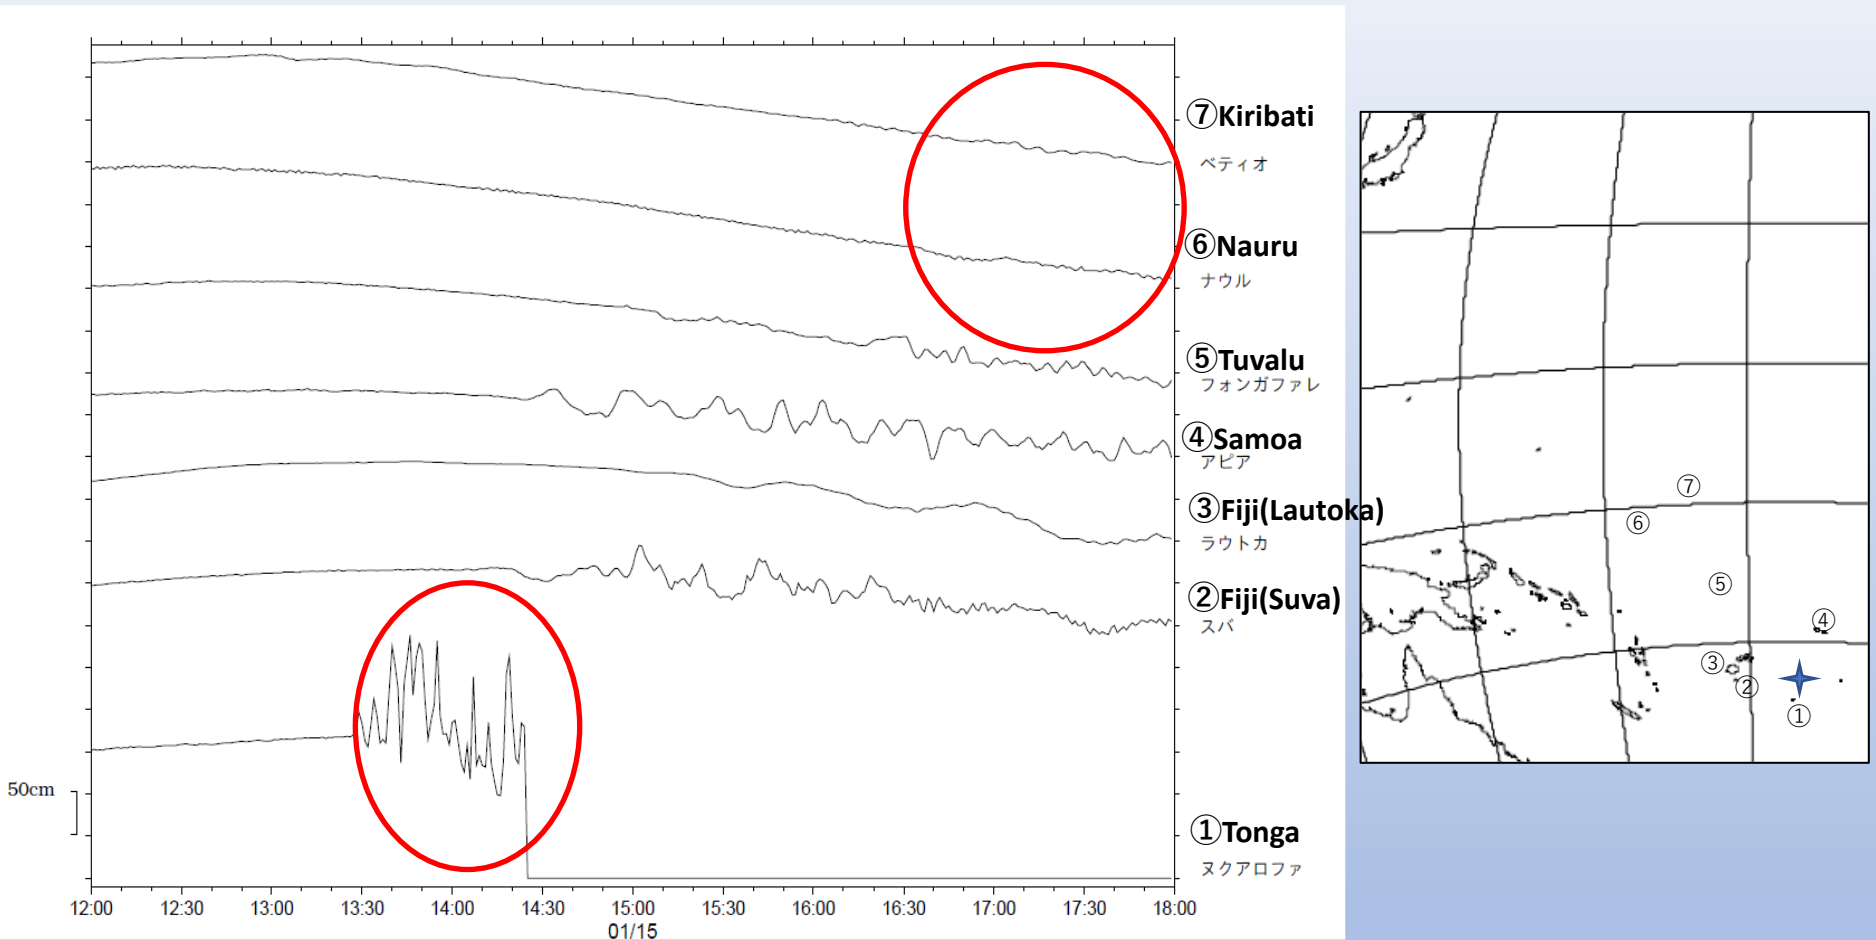 ⑦Kiribati
ベティオ
⑥Nauru
ナウル
⑤Tuvalu
フォンガファレ
④Samoa
アピア
③Fiji(Lautoka)
ラウトカ
②Fiji(Suva)
スバ
50cm
①Tonga
ヌクアロファ
12:00 12:30 13:00 13:30 14:00 14:30 15:00 15:30 16:00 16:30 17:00 17:30 18:00
01/15
⑦
⑥
⑤
④
③
②
①